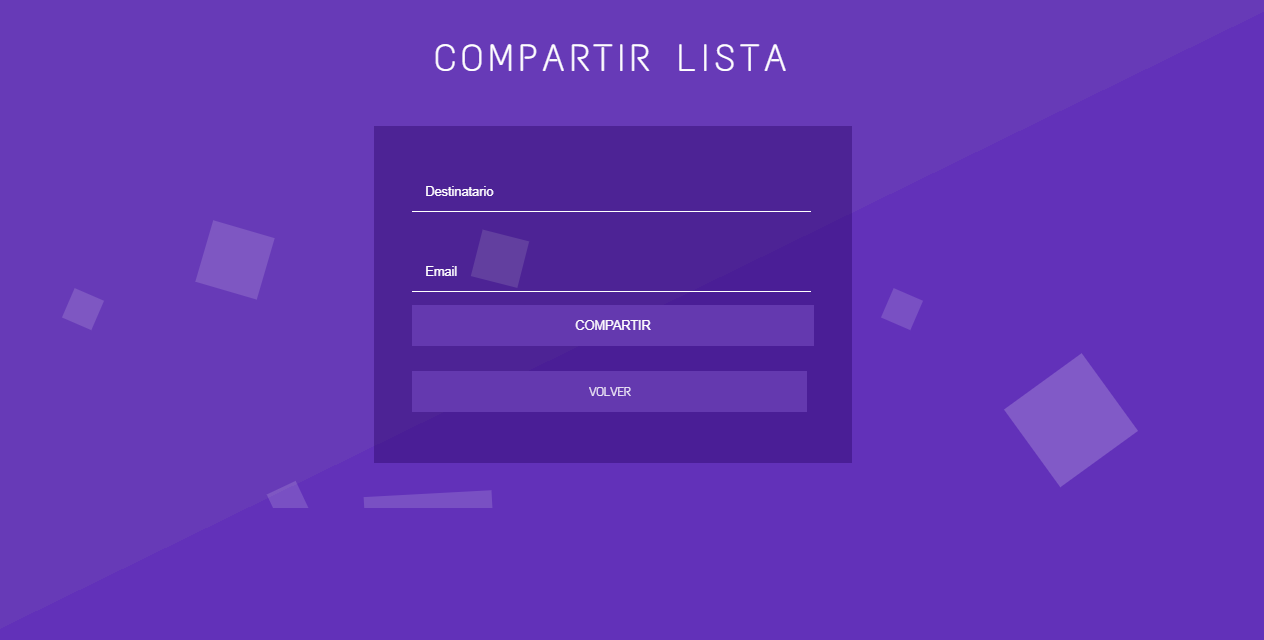 COMPARTIR LISTA
Destinatario
Email
COMPARTIR
VOLVER